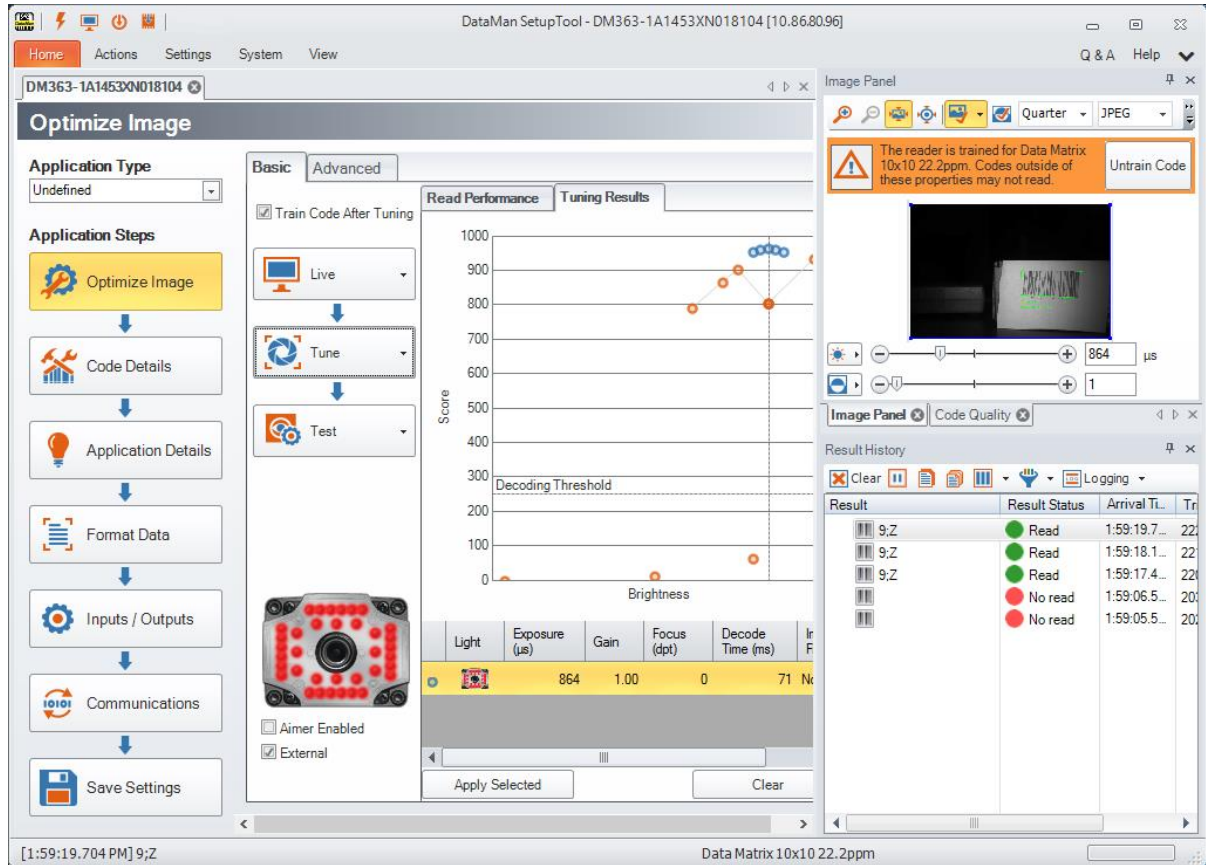 DataMan SetupTool - DM363-1A1453XN018104 [10.86.80.96]
Home Actions Settings System View Q & A Help
DM363-1A1453XN018104
Optimize Image
Application Type
Undefined
Application Steps
Optimize Image
Code Details
Application Details
Format Data
Inputs / Outputs
Communications
Save Settings
Basic Advanced
Train Code After Tuning
Live
Tune
Test
Aimer Enabled
External
Read Performance Tuning Results
1000
900
800
700
600
500
400
300
200
100
0
Score
Decoding Threshold
Brightness
Light Exposure (µs) Gain Focus (dpt) Decode Time (ms)
864 1.00 0 71
Apply Selected Clear
Image Panel
Quarter JPEG
The reader is trained for Data Matrix
10x10 22.2ppm. Codes outside of
these properties may not read.
Untrain Code
864 µs
1
Image Panel Code Quality
Result History
Clear Logging
Result Result Status Arrival Ti... Tri
9;Z Read 1:59:19.7... 222
9;Z Read 1:59:18.1... 221
9;Z Read 1:59:17.4... 220
No read 1:59:06.5... 203
No read 1:59:05.5... 202
[1:59:19.704 PM] 9;Z Data Matrix 10x10 22.2ppm